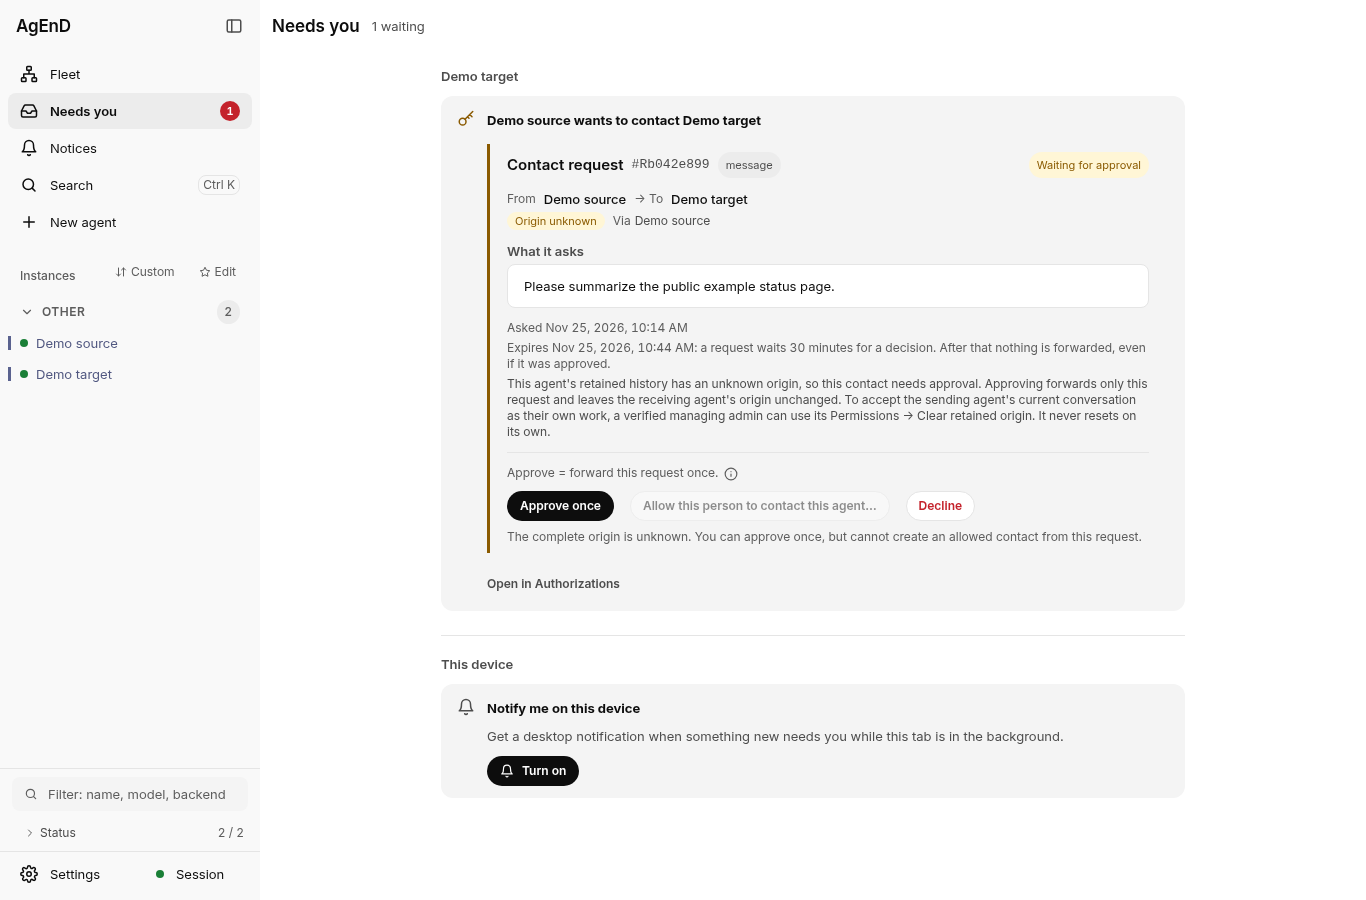 AgEnD
Fleet
Needs you
1
Notices
Search
Ctrl K
New agent
Instances
Custom
Edit
OTHER
2
Demo source
Demo target
Filter: name, model, backend
Status
2 / 2
Settings
Session
Needs you
1 waiting
Demo target
Demo source wants to contact Demo target
Contact request #Rb042e899 message
Waiting for approval
From Demo source → To Demo target
Origin unknown Via Demo source
What it asks
Please summarize the public example status page.
Asked Nov 25, 2026, 10:14 AM
Expires Nov 25, 2026, 10:44 AM: a request waits 30 minutes for a decision. After that nothing is forwarded, even
if it was approved.
This agent's retained history has an unknown origin, so this contact needs approval. Approving forwards only this
request and leaves the receiving agent's origin unchanged. To accept the sending agent's current conversation
as their own work, a verified managing admin can use its Permissions → Clear retained origin. It never resets on
its own.
Approve = forward this request once.
Approve once
Allow this person to contact this agent...
Decline
The complete origin is unknown. You can approve once, but cannot create an allowed contact from this request.
Open in Authorizations
This device
Notify me on this device
Get a desktop notification when something new needs you while this tab is in the background.
Turn on